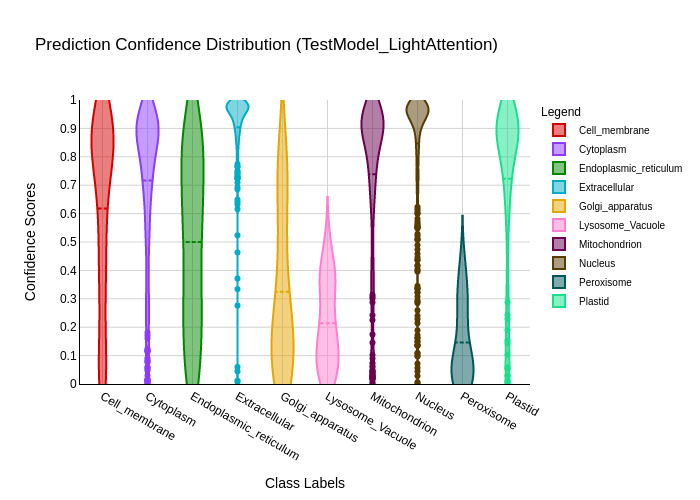 Prediction Confidence Distribution (TestModel_LightAttention)
Legend
Cell_membrane
Cytoplasm
Endoplasmic_reticulum
Extracellular
Golgi_apparatus
Lysosome_Vacuole
Mitochondrion
Nucleus
Peroxisome
Plastid
Confidence Scores
1
0.9
0.8
0.7
0.6
0.5
0.4
0.3
0.2
0.1
0
Cell_membrane
Cytoplasm
Endoplasmic_reticulum
Extracellular
Golgi_apparatus
Lysosome_Vacuole
Mitochondrion
Nucleus
Peroxisome
Plastid
Class Labels